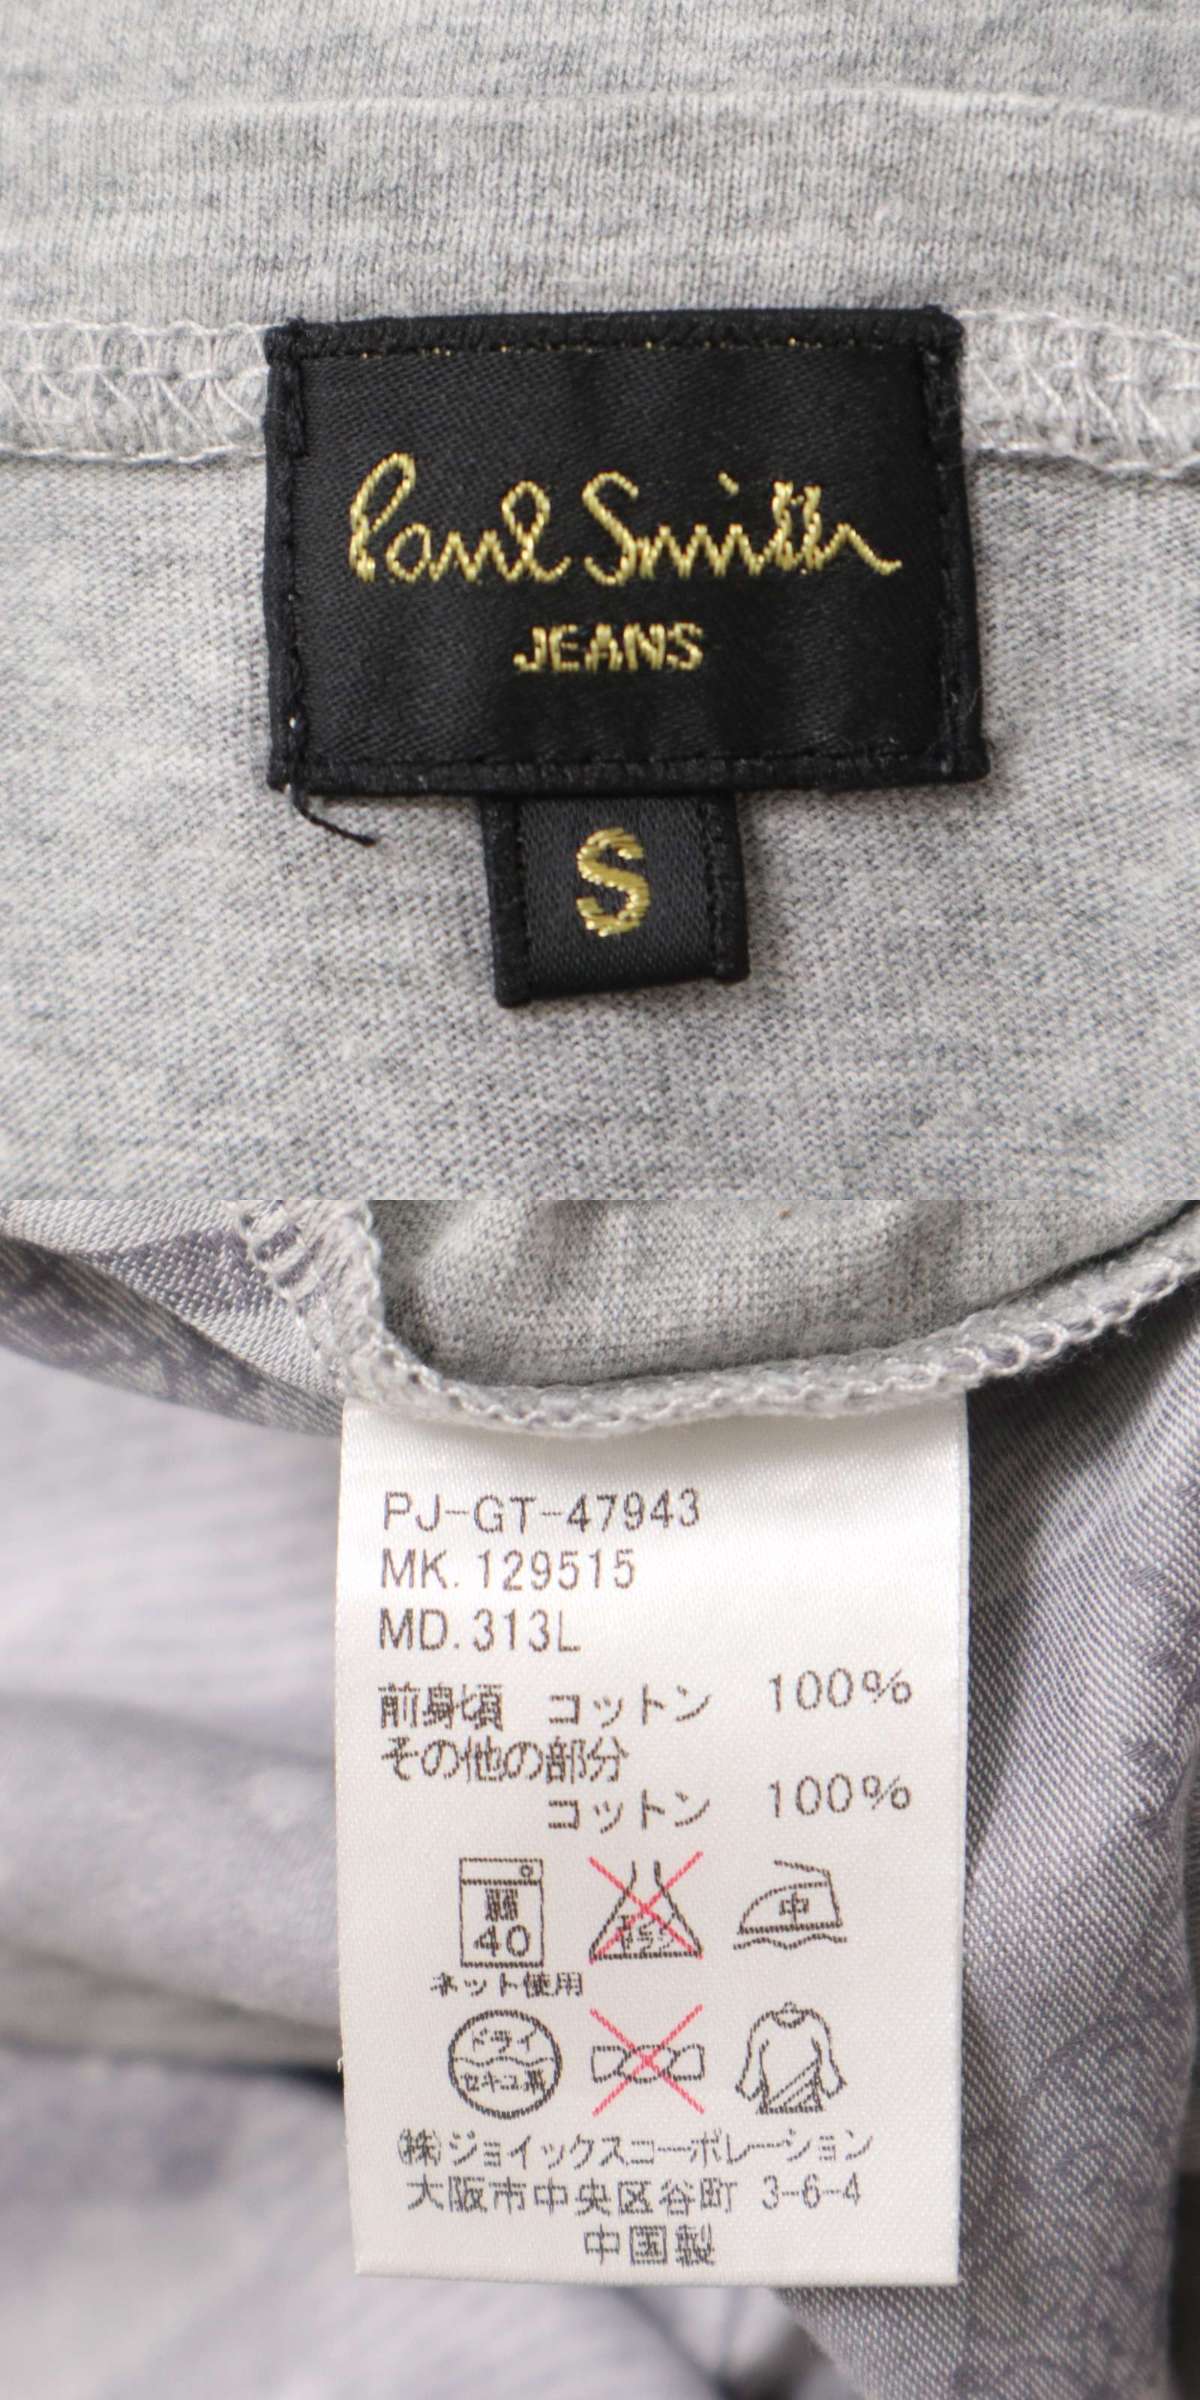 Paul Smith
JEANS
S
PJ-GT-47943
MK. 129515
MD. 313L
前身頃 コットン 100%
その他の部分
コットン 100%
弱 中
40
ネット使用
ドライ
セキユ系
㈱ジョイックスコーポレーション
大阪市中央区谷町 3-6-4
中国製